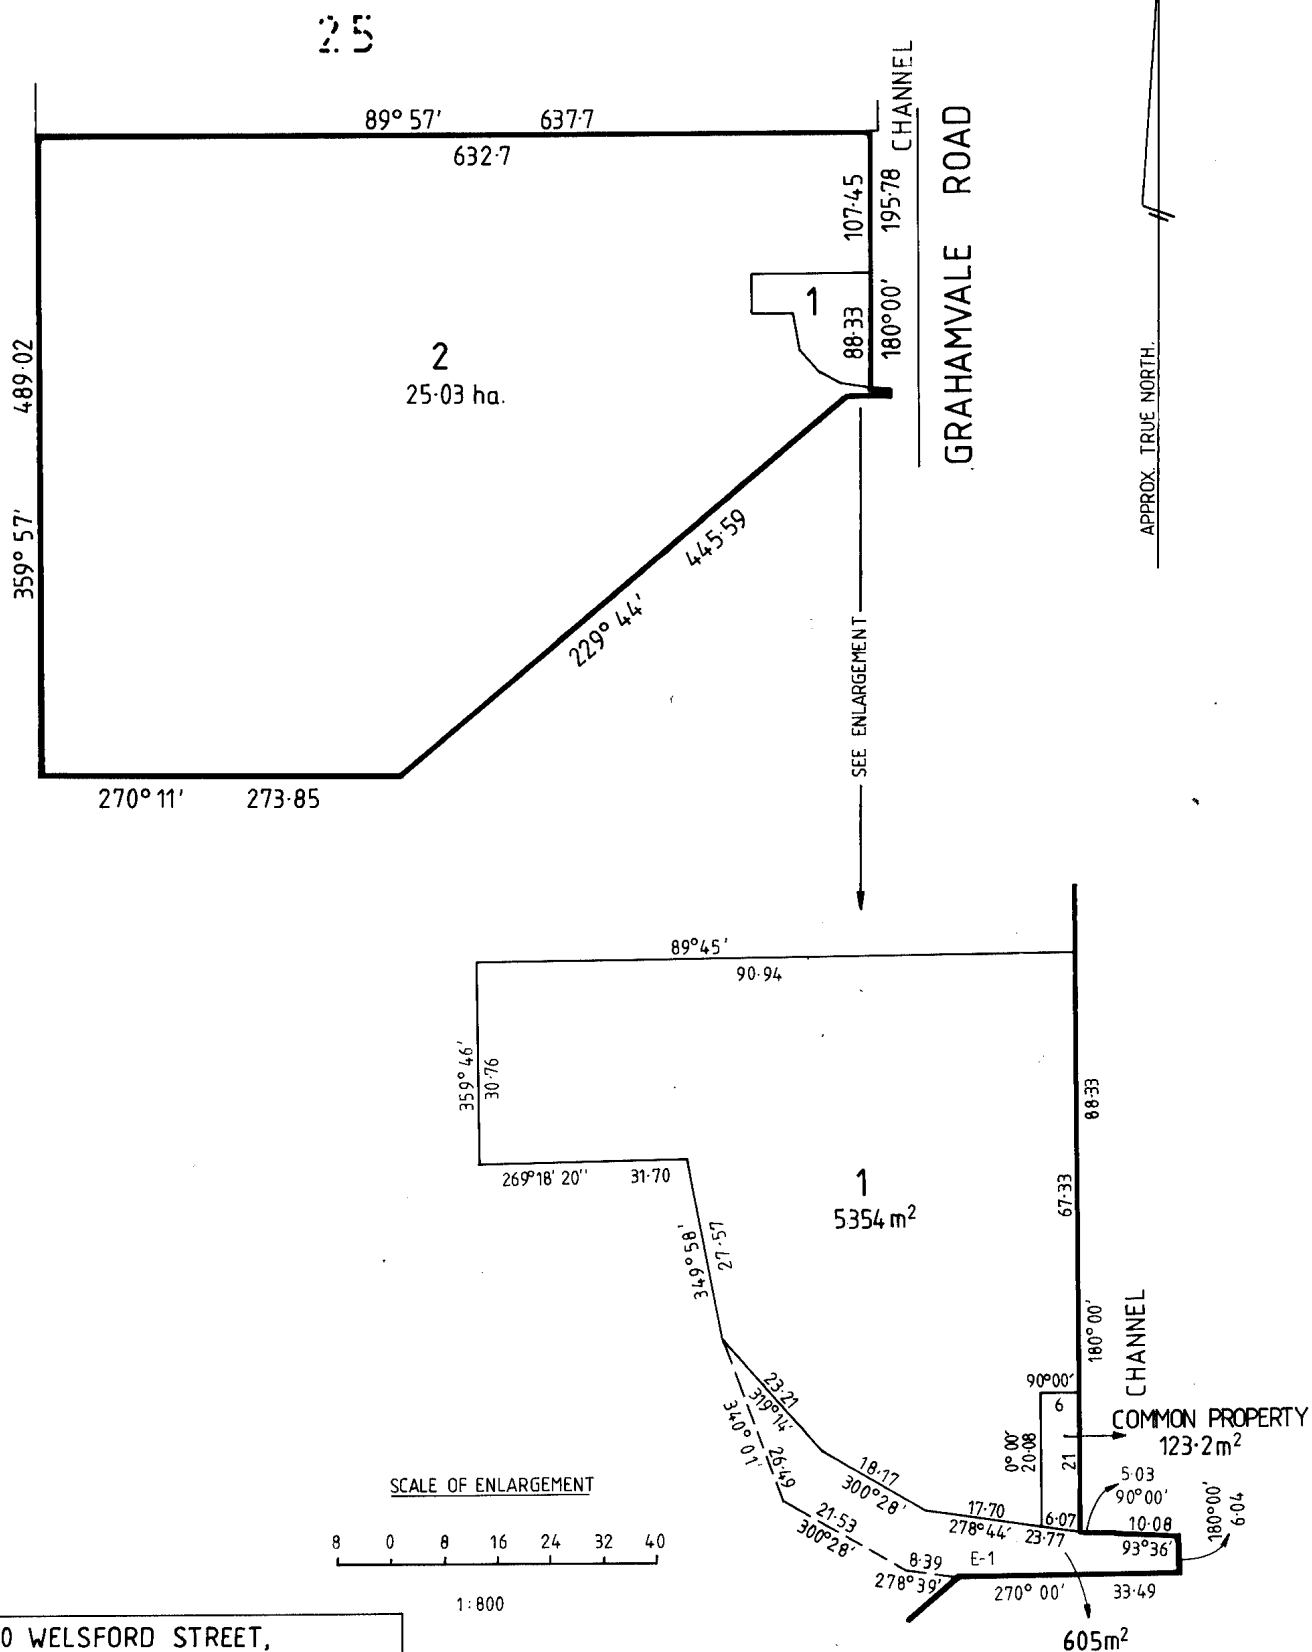 25
CHANNEL
89° 57' 637·7
632·7
107·45
195·78
GRAHAMVALE ROAD
1
88·33
180°00'
2
25·03 ha.
489·02
359° 57'
APPROX. TRUE NORTH.
445·59
229° 44'
SEE ENLARGEMENT
270° 11' 273·85
89°45'
90·94
359° 46'
30·76
88·33
269°18' 20'' 31·70
1
5354 m²
67·33
349° 58'
27·57
180° 00'
CHANNEL
90°00'
6
COMMON PROPERTY
123·2m²
0° 00'
20·08
21
23·21
319°14'
340° 01'
26·49
18·17
300°28'
SCALE OF ENLARGEMENT
5·03
90°00'
180°00'
6·04
17·70
278°44'
6·07
23·77
10·08
93°36'
21·53
300°28'
8 0 8 16 24 32 40
8·39
278°39'
E-1
270° 00' 33·49
1:800
0 WELSFORD STREET,
605m²